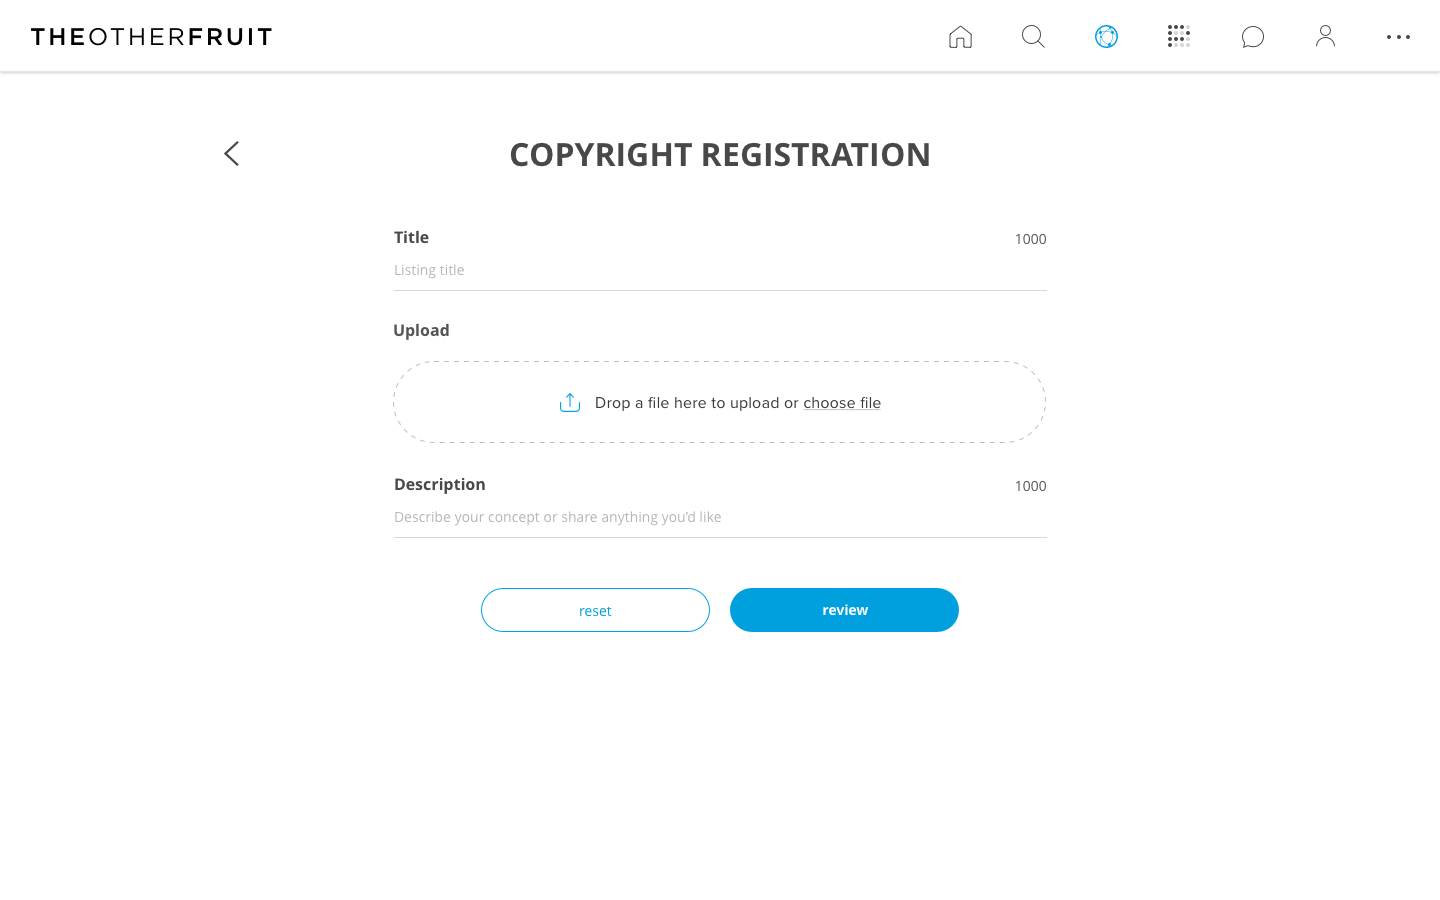 THEOTHERFRUIT
COPYRIGHT REGISTRATION
Title 1000
Listing title
Upload
Drop a file here to upload or choose file
Description 1000
Describe your concept or share anything you'd like
reset review